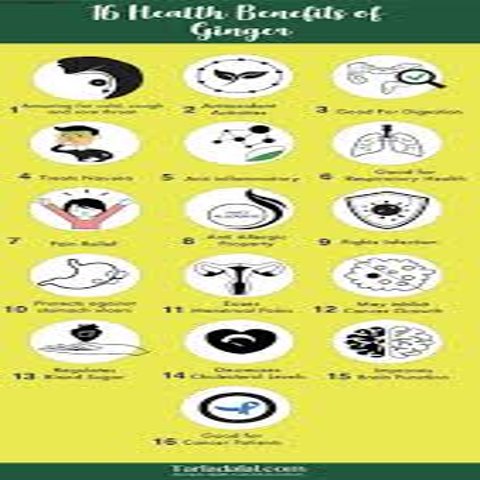 16 Health Benefits of
Ginger
1 Amazing for cold, cough
and sore throat
2 Antioxidant
Activities
3 Good For Digestion
4 Treats Nausea
5 Anti Inflammatory
6 Good for
Respiratory Health
7 Pain Relief
8 Anti Allergic
Property
9 Fights Infection
10 Protects against
stomach ulcers
11 Eases
Menstrual Pains
12 May Inhibit
Cancer Growth
13 Regulates
Blood Sugar
14 Decreases
Cholesterol Levels
15 Improves
Brain Function
16 Good for
Cancer Patients
Tarladalal.com